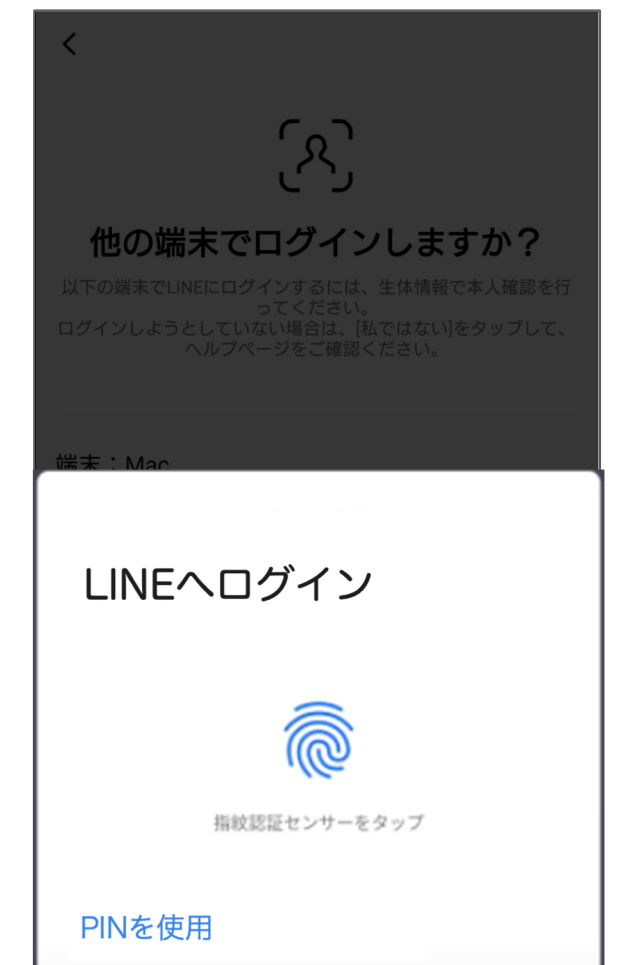 他の端末でログインしますか？
以下の端末でLINEにログインするには、生体情報で本人確認を行
ってください。
ログインしようとしていない場合は、[私ではない]をタップして、
ヘルプページをご確認ください。
端末：Mac
LINEへログイン
指紋認証センサーをタップ
PINを使用